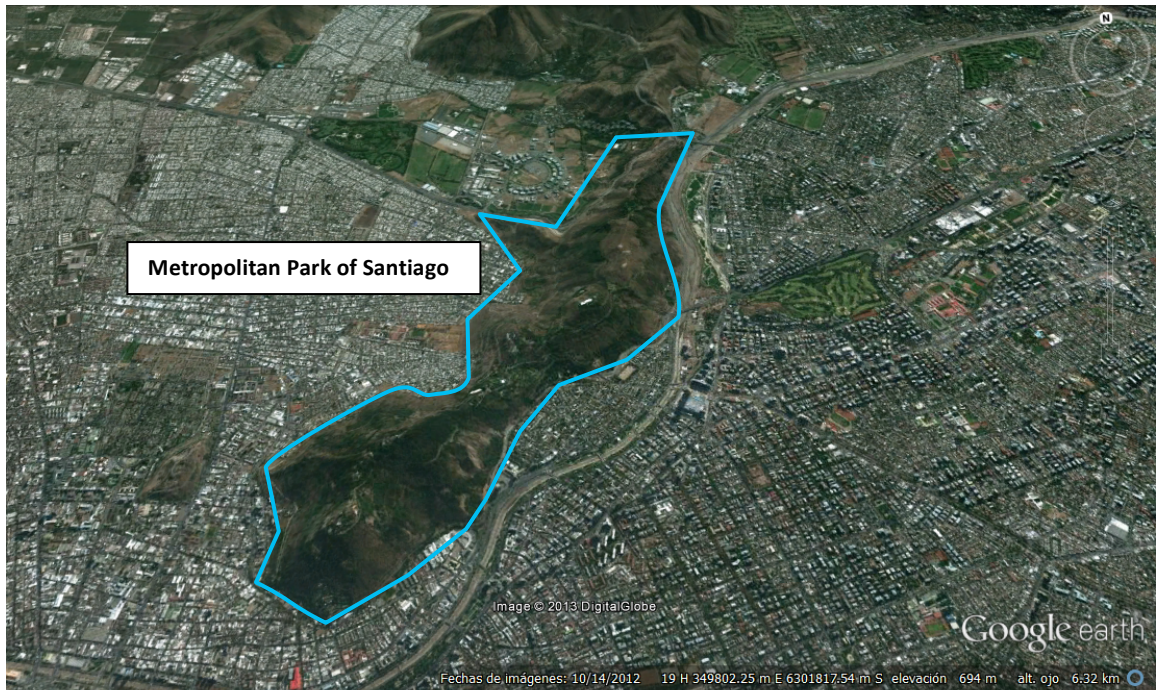 N
Metropolitan Park of Santiago
Image © 2013 DigitalGlobe
Google earth
Fechas de imágenes: 10/14/2012 19 H 349802.25 m E 6301817.54 m S elevación 694 m alt. ojo 6.32 km